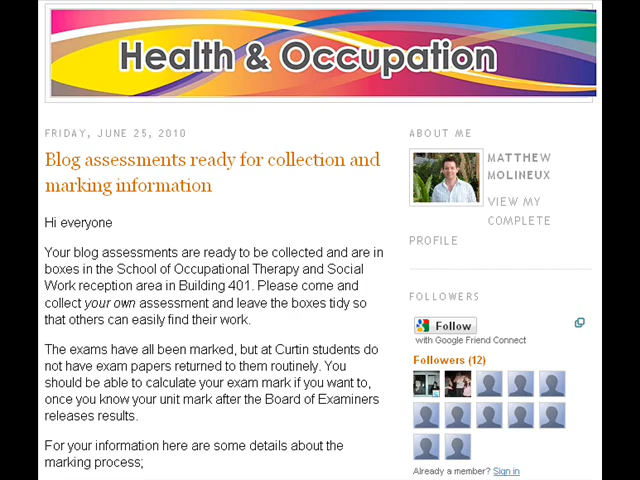 Health & Occupation
FRIDAY, JUNE 25, 2010
Blog assessments ready for collection and
marking information
Hi everyone
Your blog assessments are ready to be collected and are in
boxes in the School of Occupational Therapy and Social
Work reception area in Building 401. Please come and
collect your own assessment and leave the boxes tidy so
that others can easily find their work.
The exams have all been marked, but at Curtin students do
not have exam papers returned to them routinely. You
should be able to calculate your exam mark if you want to,
once you know your unit mark after the Board of Examiners
releases results.
For your information here are some details about the
marking process;
ABOUT ME
MATTHEW
MOLINEUX
VIEW MY
COMPLETE
PROFILE
FOLLOWERS
Follow
with Google Friend Connect
Followers (12)
Already a member? Sign in